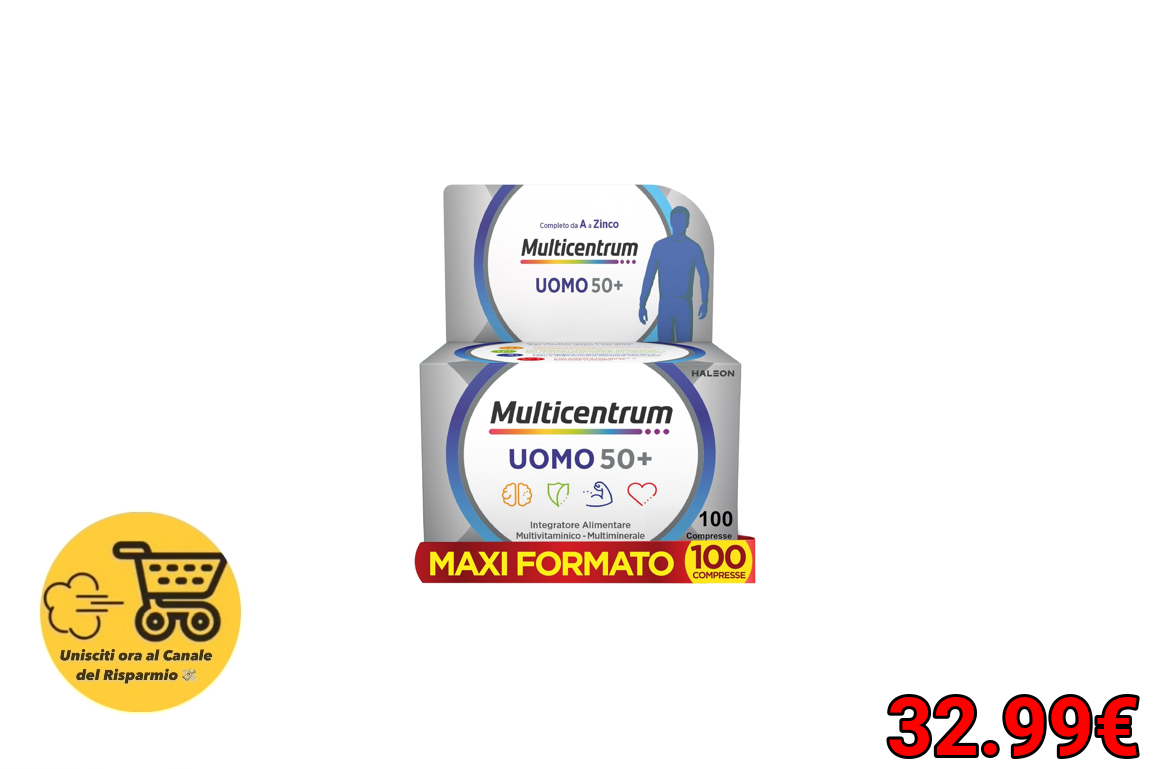 Completo da A a Zinco
Multicentrum
UOMO 50+
HALEON
Multicentrum
UOMO 50+
Integratore Alimentare
Multivitaminico - Multiminerale
100
Compresse
MAXI FORMATO 100
COMPRESSE
Unisciti ora al Canale
del Risparmio 💸
32.99€